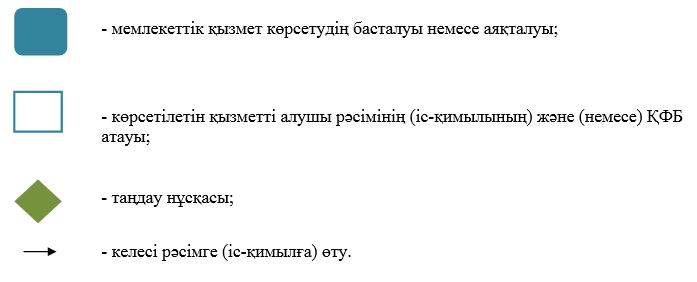 - мемлекеттік қызмет көрсетудің басталуы немесе аяқталуы;
- көрсетілетін қызметті алушы рәсімінің (іс-қимылының) және (немесе) ҚФБ
атауы;
- таңдау нұсқасы;
- келесі рәсімге (іс-қимылға) өту.